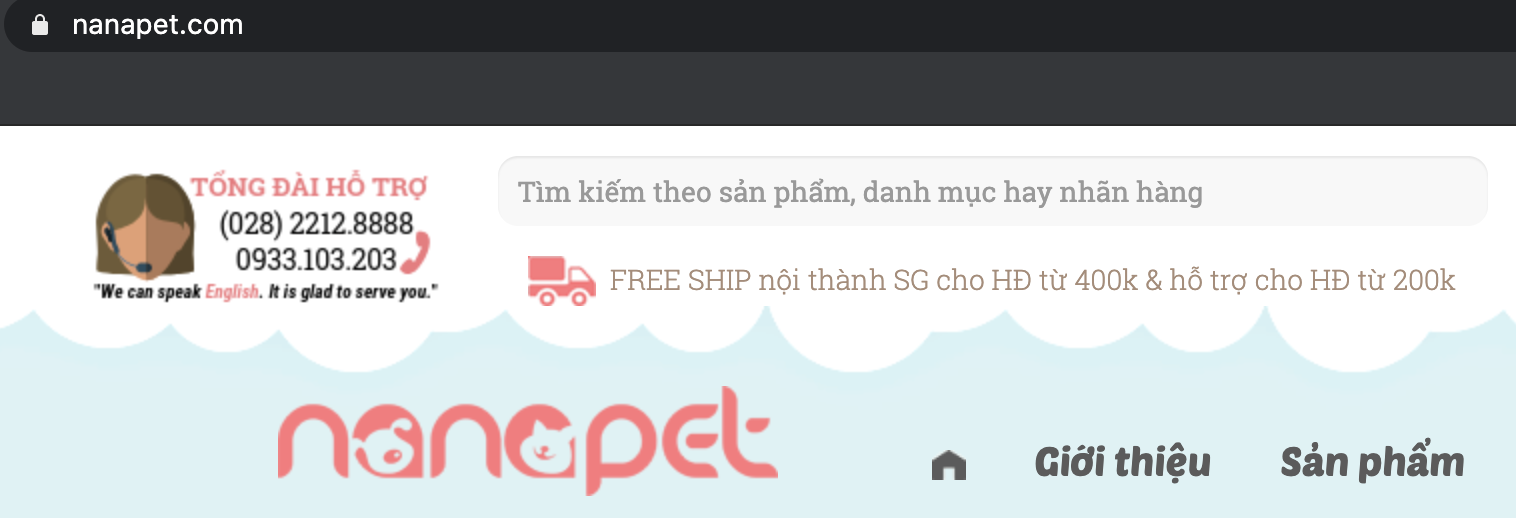 nanapet.com
TỔNG ĐÀI HỖ TRỢ
(028) 2212.8888
0933.103.203
"We can speak English. It is glad to serve you."
Tìm kiếm theo sản phẩm, danh mục hay nhãn hàng
FREE SHIP nội thành SG cho HĐ từ 400k & hỗ trợ cho HĐ từ 200k
nanapet
Giới thiệu
Sản phẩm